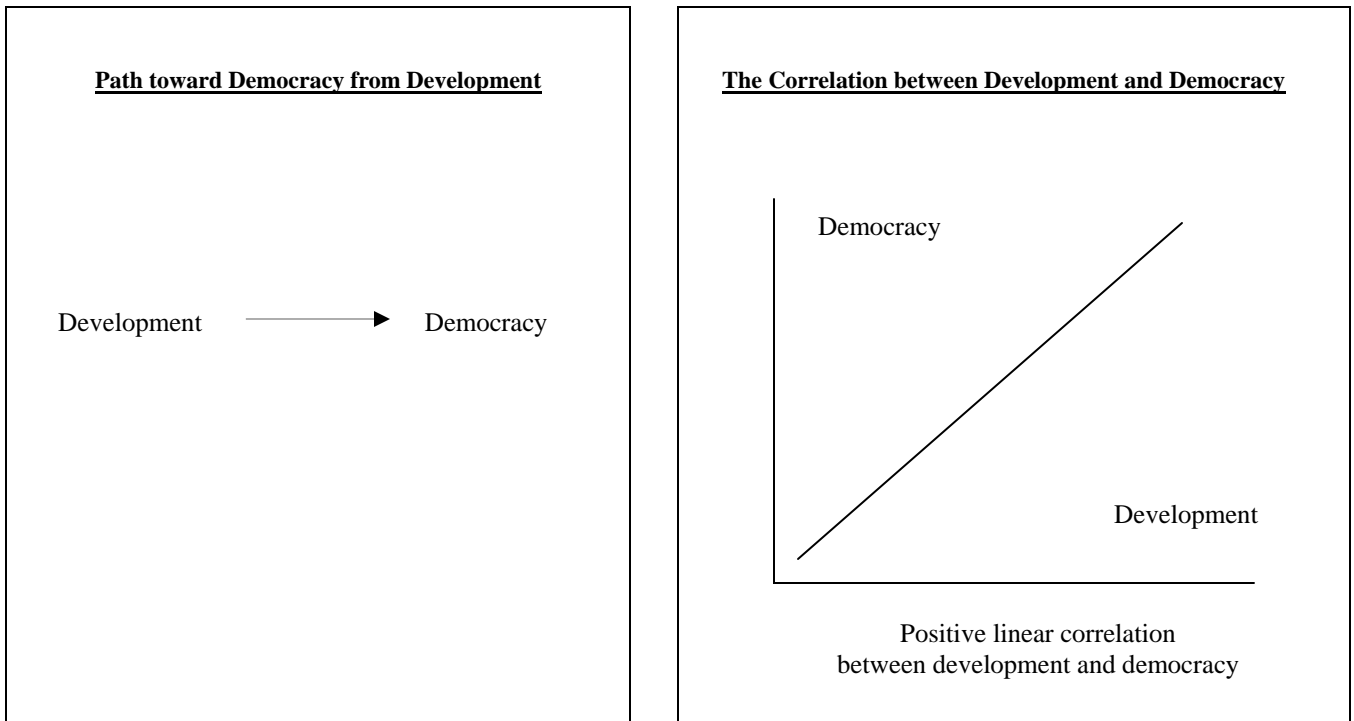 Path toward Democracy from Development
Development
Democracy
The Correlation between Development and Democracy
Democracy
Development
Positive linear correlation
between development and democracy